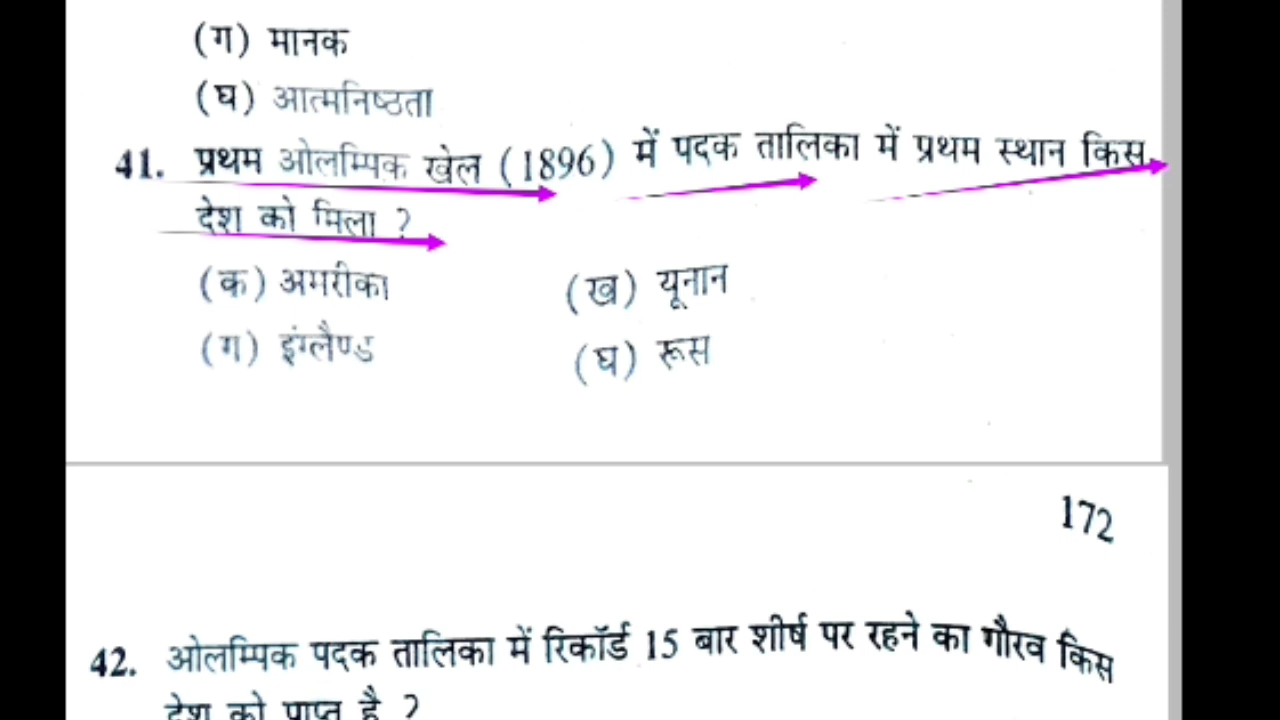 (ग) मानक
(घ) आत्मनिष्ठता
41. प्रथम ओलम्पिक खेल (1896) में पदक तालिका में प्रथम स्थान किस
देश को मिला ?
(क) अमरीका (ख) यूनान
(ग) इंग्लैण्ड (घ) रूस
172
42. ओलम्पिक पदक तालिका में रिकॉर्ड 15 बार शीर्ष पर रहने का गौरव किस
देश को प्राप्त है ?